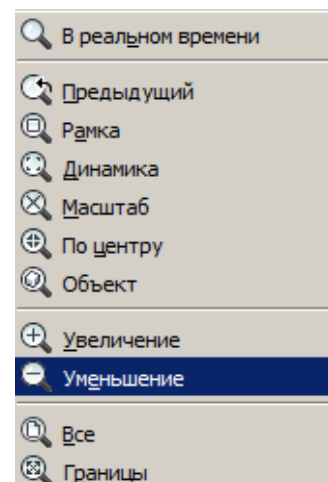 В реальном времени
Предыдущий
Рамка
Динамика
Масштаб
По центру
Объект
Увеличение
Уменьшение
Все
Границы